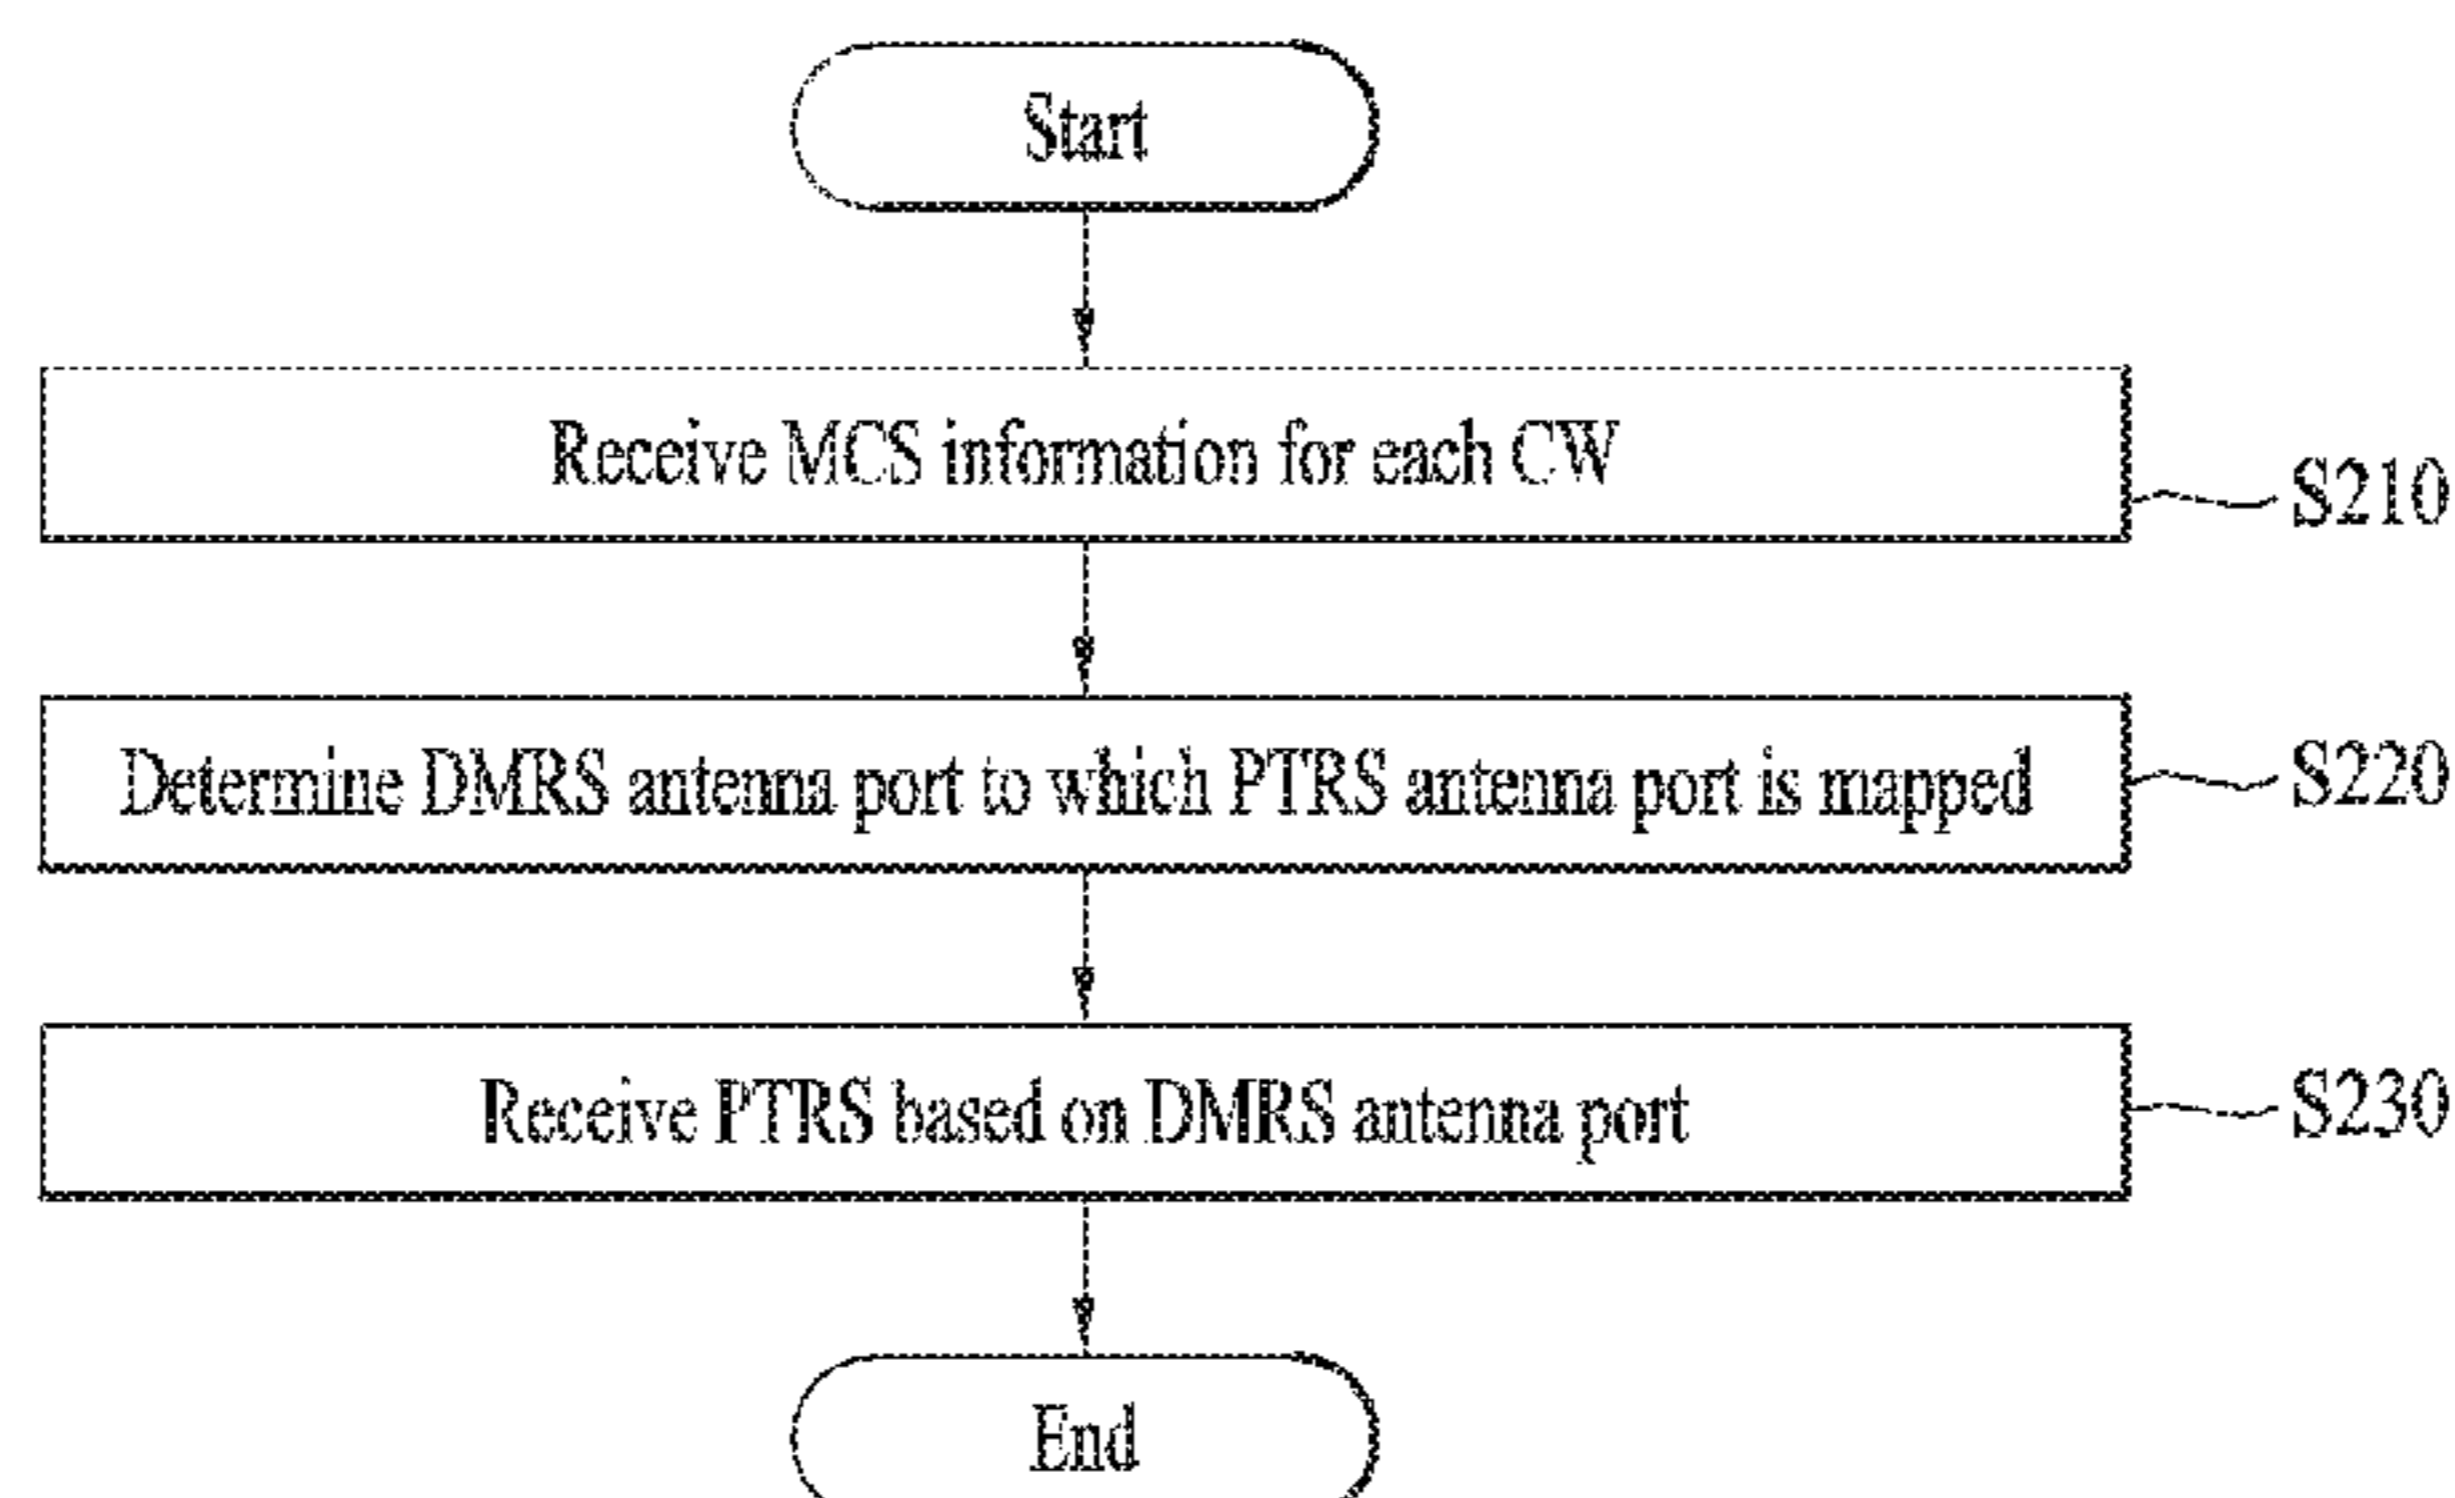 Start
Receive MCS information for each CW
S210
Determine DMRS antenna port to which PTRS antenna port is mapped
S220
Receive PTRS based on DMRS antenna port
S230
End